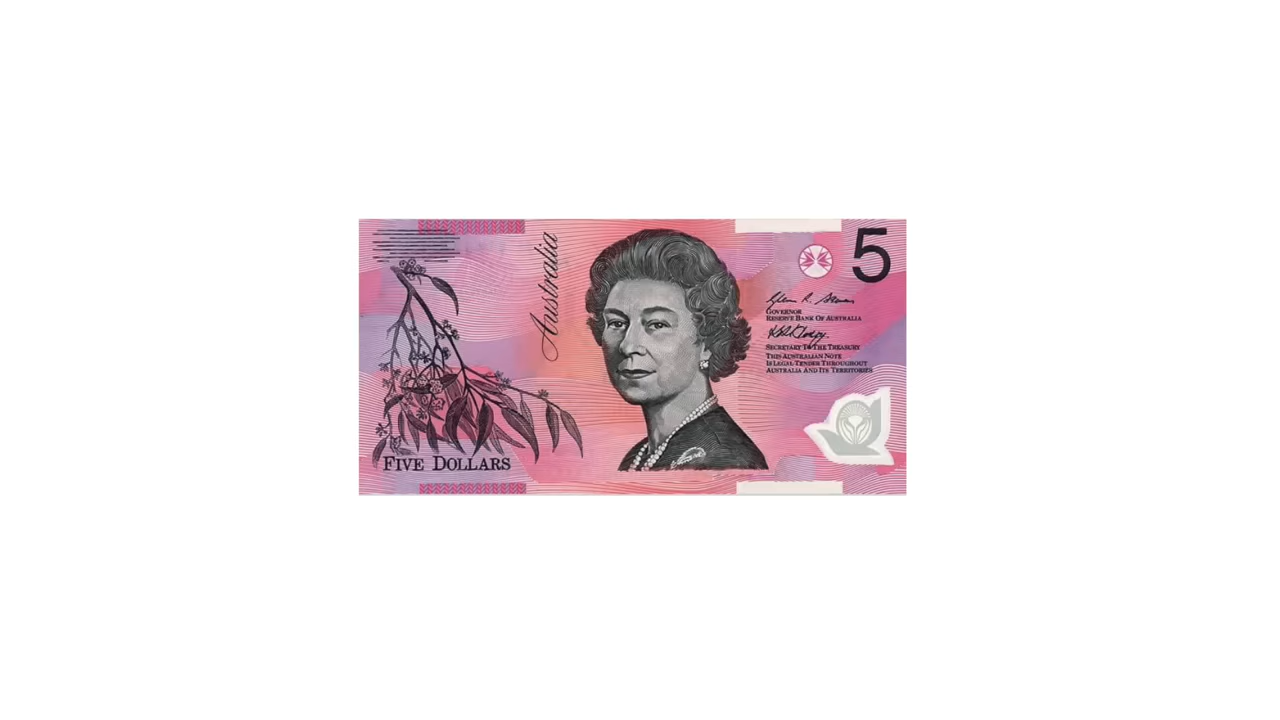 Australia
5
GOVERNOR
RESERVE BANK OF AUSTRALIA
SECRETARY TO THE TREASURY
THIS AUSTRALIAN NOTE
IS LEGAL TENDER THROUGHOUT
AUSTRALIA AND ITS TERRITORIES
FIVE DOLLARS